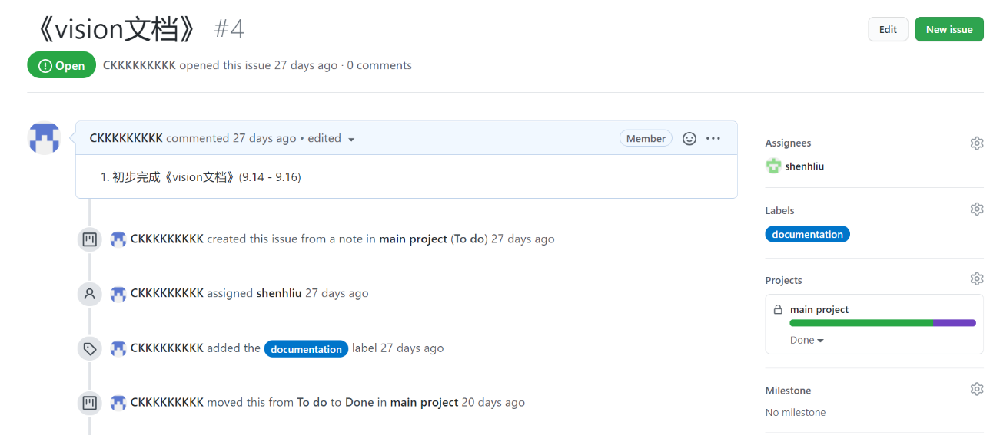 《vision文档》 #4
Edit
New issue
Open
CKKKKKKKKK opened this issue 27 days ago · 0 comments
CKKKKKKKKK commented 27 days ago • edited
Member
1. 初步完成《vision文档》(9.14 - 9.16)
CKKKKKKKKK created this issue from a note in main project (To do) 27 days ago
CKKKKKKKKK assigned shenhliu 27 days ago
CKKKKKKKKK added the documentation label 27 days ago
CKKKKKKKKK moved this from To do to Done in main project 20 days ago
Assignees
shenhliu
Labels
documentation
Projects
main project
Done
Milestone
No milestone